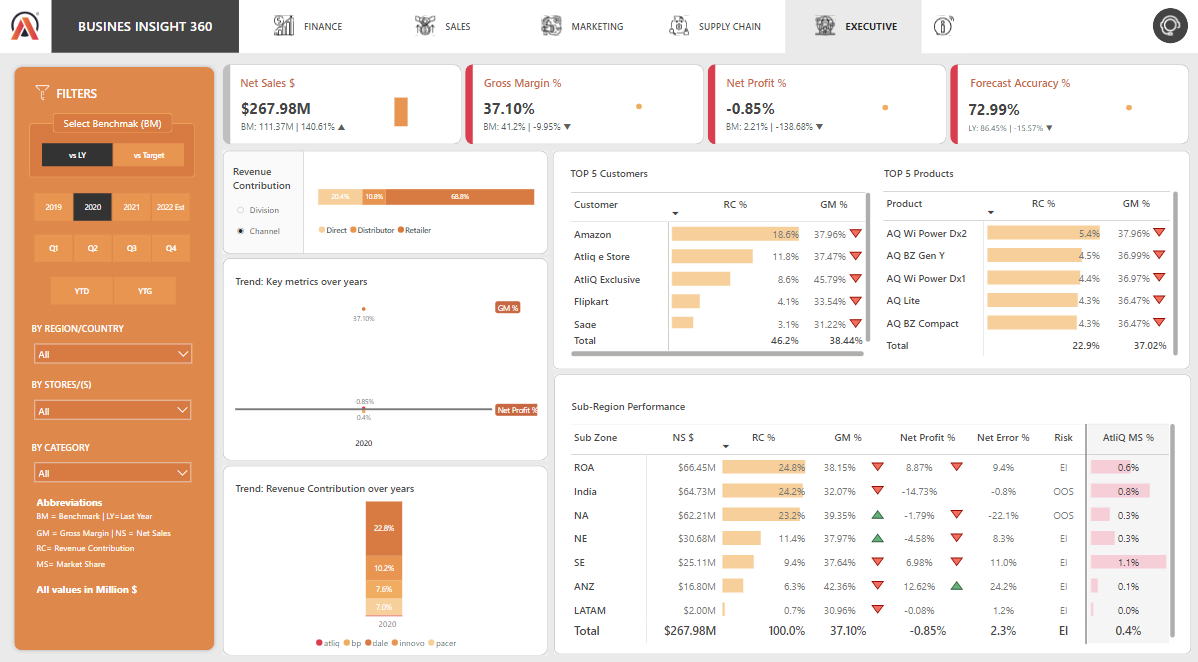 BUSINES INSIGHT 360
FINANCE
SALES
MARKETING
SUPPLY CHAIN
EXECUTIVE
FILTERS
Select Benchmak (BM)
vs LY vs Target
2019 2020 2021 2022 Est
Q1 Q2 Q3 Q4
YTD YTG
BY REGION/COUNTRY
All
BY STORES/(S)
All
BY CATEGORY
All
Abbreviations
BM = Benchmark | LY=Last Year
GM = Gross Margin | NS = Net Sales
RC= Revenue Contribution
MS= Market Share
All values in Million $
Net Sales $
$267.98M
BM: 111.37M | 140.61% ▲
Gross Margin %
37.10%
BM: 41.2% | -9.95% ▼
Net Profit %
-0.85%
BM: 2.21% | -138.68% ▼
Forecast Accuracy %
72.99%
LY: 86.45% | -15.57% ▼
Revenue
Contribution
Division
Channel
20.4% 10.8% 68.8%
Direct Distributor Retailer
Trend: Key metrics over years
GM %
37.10%
0.85%
Net Profit %
0.4%
2020
Trend: Revenue Contribution over years
22.8%
10.2%
7.6%
7.0%
2020
atliq bp dale innovo pacer
TOP 5 Customers
Customer RC % GM %
Amazon 18.6% 37.96%
Atliq e Store 11.8% 37.47%
AtliQ Exclusive 8.6% 45.79%
Flipkart 4.1% 33.54%
Sage 3.1% 31.22%
Total 46.2% 38.44%
TOP 5 Products
Product RC % GM %
AQ Wi Power Dx2 5.4% 37.96%
AQ BZ Gen Y 4.5% 36.99%
AQ Wi Power Dx1 4.4% 36.97%
AQ Lite 4.3% 36.47%
AQ BZ Compact 4.3% 36.47%
Total 22.9% 37.02%
Sub-Region Performance
Sub Zone NS $ RC % GM % Net Profit % Net Error % Risk AtliQ MS %
ROA $66.45M 24.8% 38.15% 8.87% 9.4% EI 0.6%
India $64.73M 24.2% 32.07% -14.73% -0.8% OOS 0.8%
NA $62.21M 23.2% 39.35% -1.79% -22.1% OOS 0.3%
NE $30.68M 11.4% 37.97% -4.58% 8.3% EI 0.3%
SE $25.11M 9.4% 37.64% 6.98% 11.0% EI 1.1%
ANZ $16.80M 6.3% 42.36% 12.62% 24.2% EI 0.1%
LATAM $2.00M 0.7% 30.96% -0.08% 1.2% EI 0.0%
Total $267.98M 100.0% 37.10% -0.85% 2.3% EI 0.4%